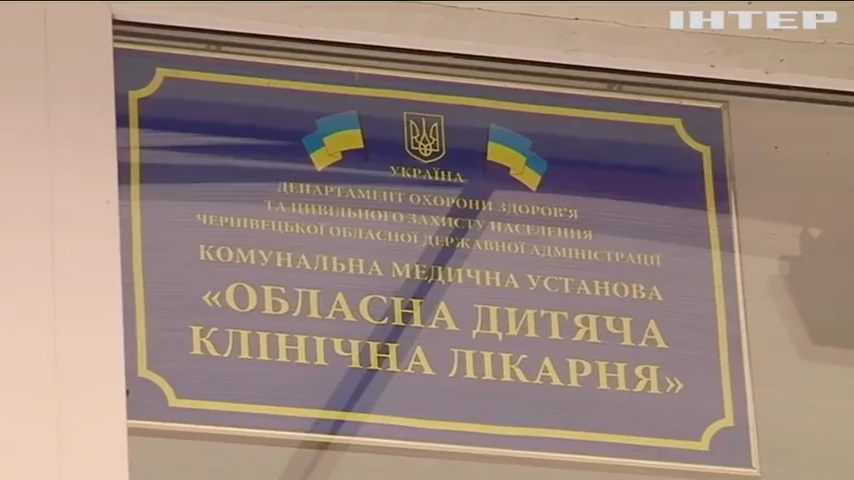 ІНТЕР
УКРАЇНА
ДЕПАРТАМЕНТ ОХОРОНИ ЗДОРОВ'Я
ТА ЦИВІЛЬНОГО ЗАХИСТУ НАСЕЛЕННЯ
ЧЕРНІВЕЦЬКОЇ ОБЛАСНОЇ ДЕРЖАВНОЇ АДМІНІСТРАЦІЇ
КОМУНАЛЬНА МЕДИЧНА УСТАНОВА
«ОБЛАСНА ДИТЯЧА
КЛІНІЧНА ЛІКАРНЯ»